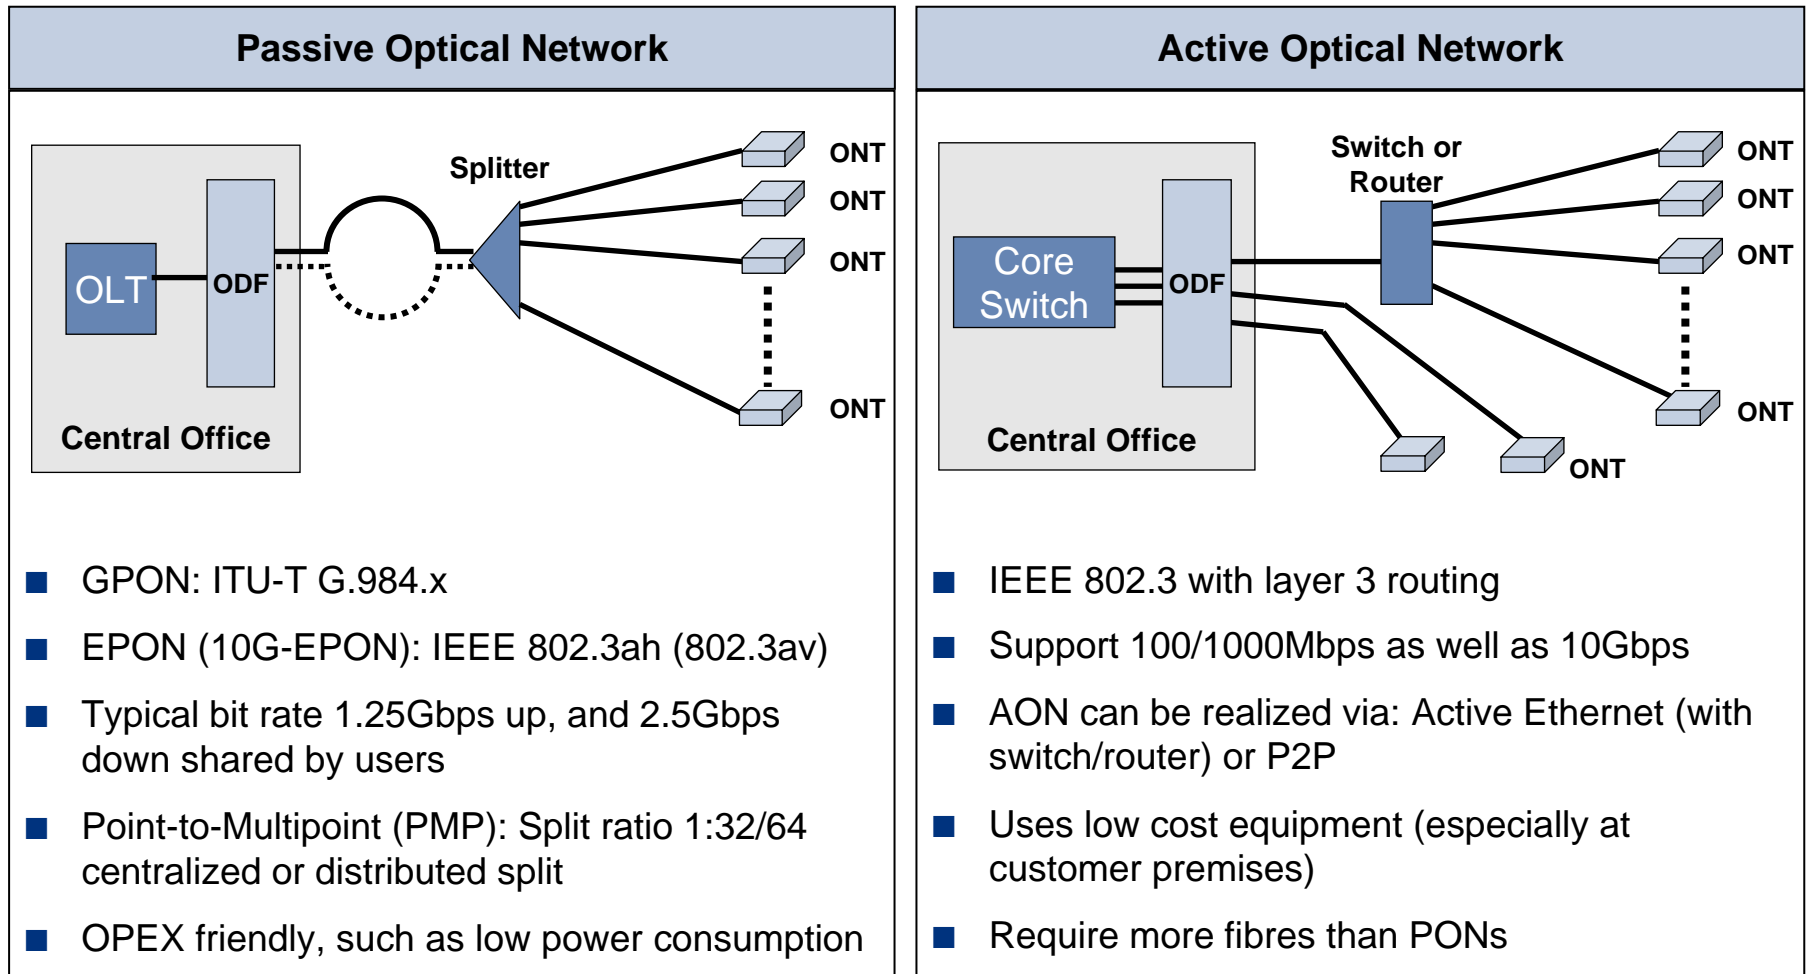 Passive Optical Network
Splitter
ONT
ONT
ONT
ONT
OLT
ODF
Central Office
■ GPON: ITU-T G.984.x
■ EPON (10G-EPON): IEEE 802.3ah (802.3av)
■ Typical bit rate 1.25Gbps up, and 2.5Gbps
down shared by users
■ Point-to-Multipoint (PMP): Split ratio 1:32/64
centralized or distributed split
■ OPEX friendly, such as low power consumption
Active Optical Network
Switch or
Router
ONT
ONT
ONT
ONT
Core
Switch
ODF
Central Office
ONT
■ IEEE 802.3 with layer 3 routing
■ Support 100/1000Mbps as well as 10Gbps
■ AON can be realized via: Active Ethernet (with
switch/router) or P2P
■ Uses low cost equipment (especially at
customer premises)
■ Require more fibres than PONs